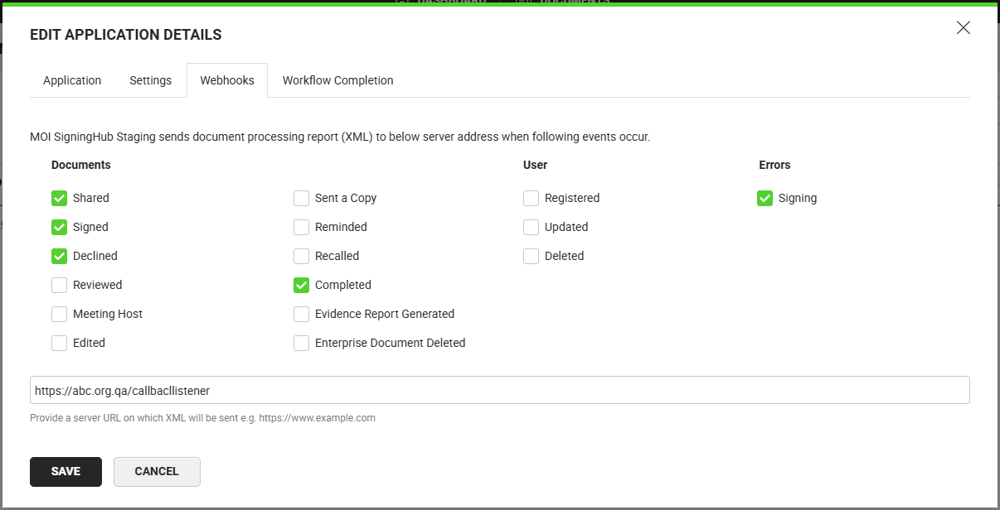 DASHBOARD DOCUMENTS
EDIT APPLICATION DETAILS
Application Settings Webhooks Workflow Completion
MOI SigningHub Staging sends document processing report (XML) to below server address when following events occur.
Documents User Errors
Shared Sent a Copy Registered Signing
Signed Reminded Updated
Declined Recalled Deleted
Reviewed Completed
Meeting Host Evidence Report Generated
Edited Enterprise Document Deleted
https://abc.org.qa/callbacllistener
Provide a server URL on which XML will be sent e.g. https://www.example.com
SAVE CANCEL